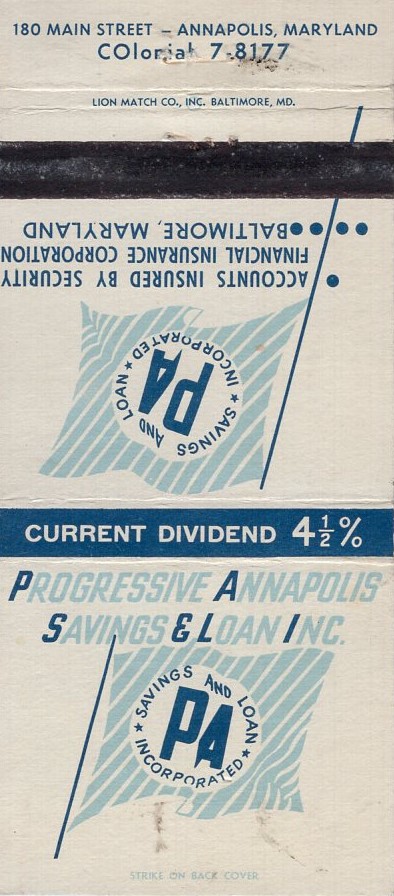 180 MAIN STREET – ANNAPOLIS, MARYLAND
COlonial 7-8177
LION MATCH CO., INC. BALTIMORE, MD.
ACCOUNTS INSURED BY SECURITY
FINANCIAL INSURANCE CORPORATION
BALTIMORE, MARYLAND
PA
★ SAVINGS AND LOAN ★
INCORPORATED
CURRENT DIVIDEND 4½%
PROGRESSIVE ANNAPOLIS
SAVINGS & LOAN INC.
★ SAVINGS AND LOAN ★
PA
INCORPORATED
STRIKE ON BACK COVER